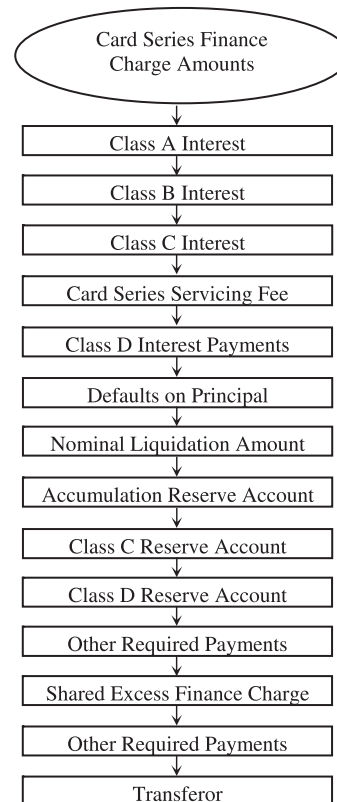 Card Series Finance
Charge Amounts
Class A Interest
Class B Interest
Class C Interest
Card Series Servicing Fee
Class D Interest Payments
Defaults on Principal
Nominal Liquidation Amount
Accumulation Reserve Account
Class C Reserve Account
Class D Reserve Account
Other Required Payments
Shared Excess Finance Charge
Other Required Payments
Transferor